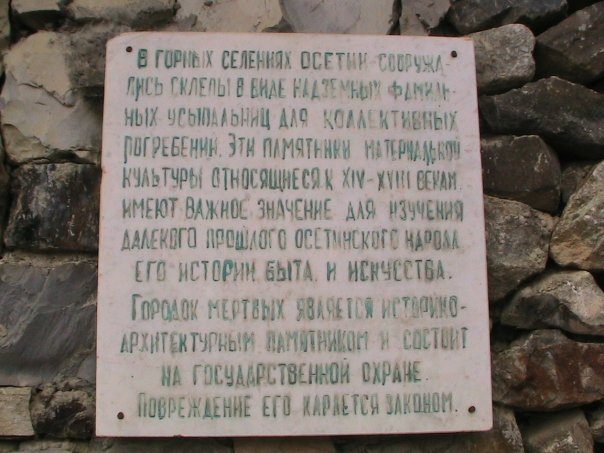 В ГОРНЫХ СЕЛЕНИЯХ ОСЕТИИ СООРУЖА-
ЛИСЬ СКЛЕПЫ В ВИДЕ НАДЗЕМНЫХ ФАМИЛЬ-
НЫХ УСЫПАЛЬНИЦ ДЛЯ КОЛЛЕКТИВНЫХ
ПОГРЕБЕНИЙ. ЭТИ ПАМЯТНИКИ МАТЕРИАЛЬНОЙ
КУЛЬТУРЫ ОТНОСЯЩИЕСЯ К XIV-XVIII ВЕКАМ
ИМЕЮТ ВАЖНОЕ ЗНАЧЕНИЕ ДЛЯ ИЗУЧЕНИЯ
ДАЛЕКОГО ПРОШЛОГО ОСЕТИНСКОГО НАРОДА
ЕГО ИСТОРИИ БЫТА И ИСКУССТВА.
ГОРОДОК МЕРТВЫХ ЯВЛЯЕТСЯ ИСТОРИКО-
АРХИТЕКТУРНЫМ ПАМЯТНИКОМ И СОСТОИТ
НА ГОСУДАРСТВЕННОЙ ОХРАНЕ.
ПОВРЕЖДЕНИЕ ЕГО КАРАЕТСЯ ЗАКОНОМ.